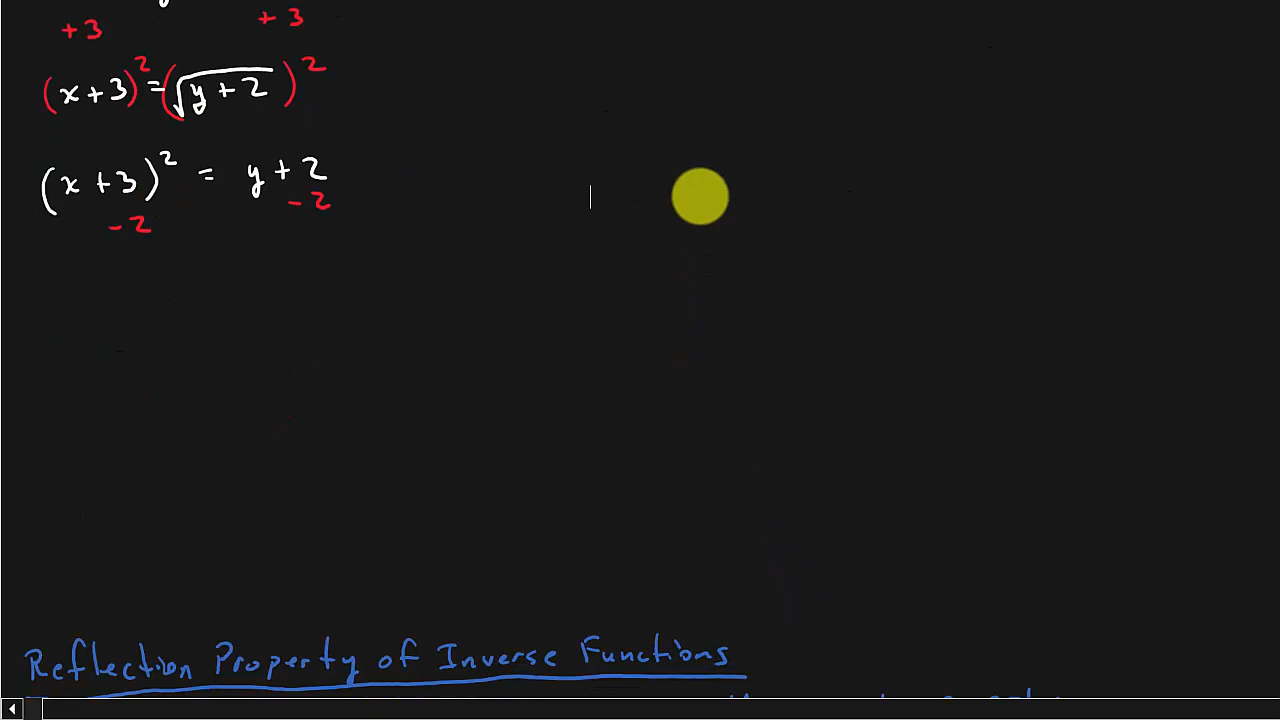 +3 +3
(x+3)² = (√(y+2))²
(x+3)² = y+2
-2 -2
Reflection Property of Inverse Functions